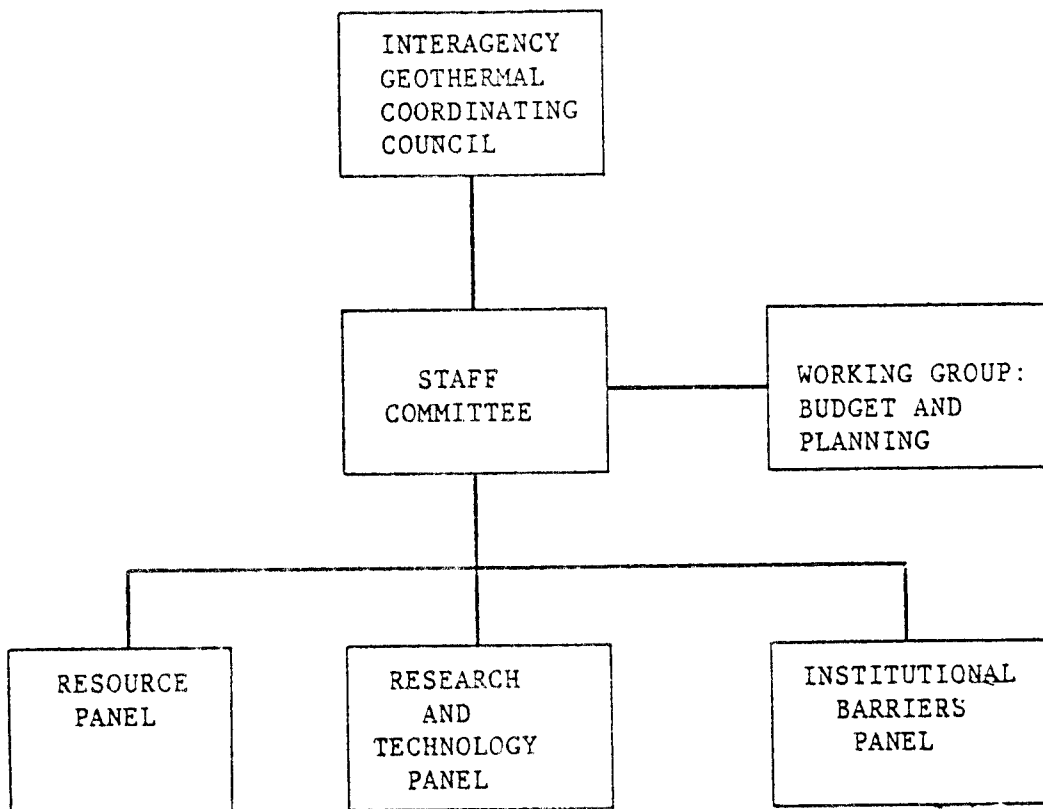 INTERAGENCY
GEOTHERMAL
COORDINATING
COUNCIL
STAFF
COMMITTEE
WORKING GROUP:
BUDGET AND
PLANNING
RESOURCE
PANEL
RESEARCH
AND
TECHNOLOGY
PANEL
INSTITUTIONAL
BARRIERS
PANEL